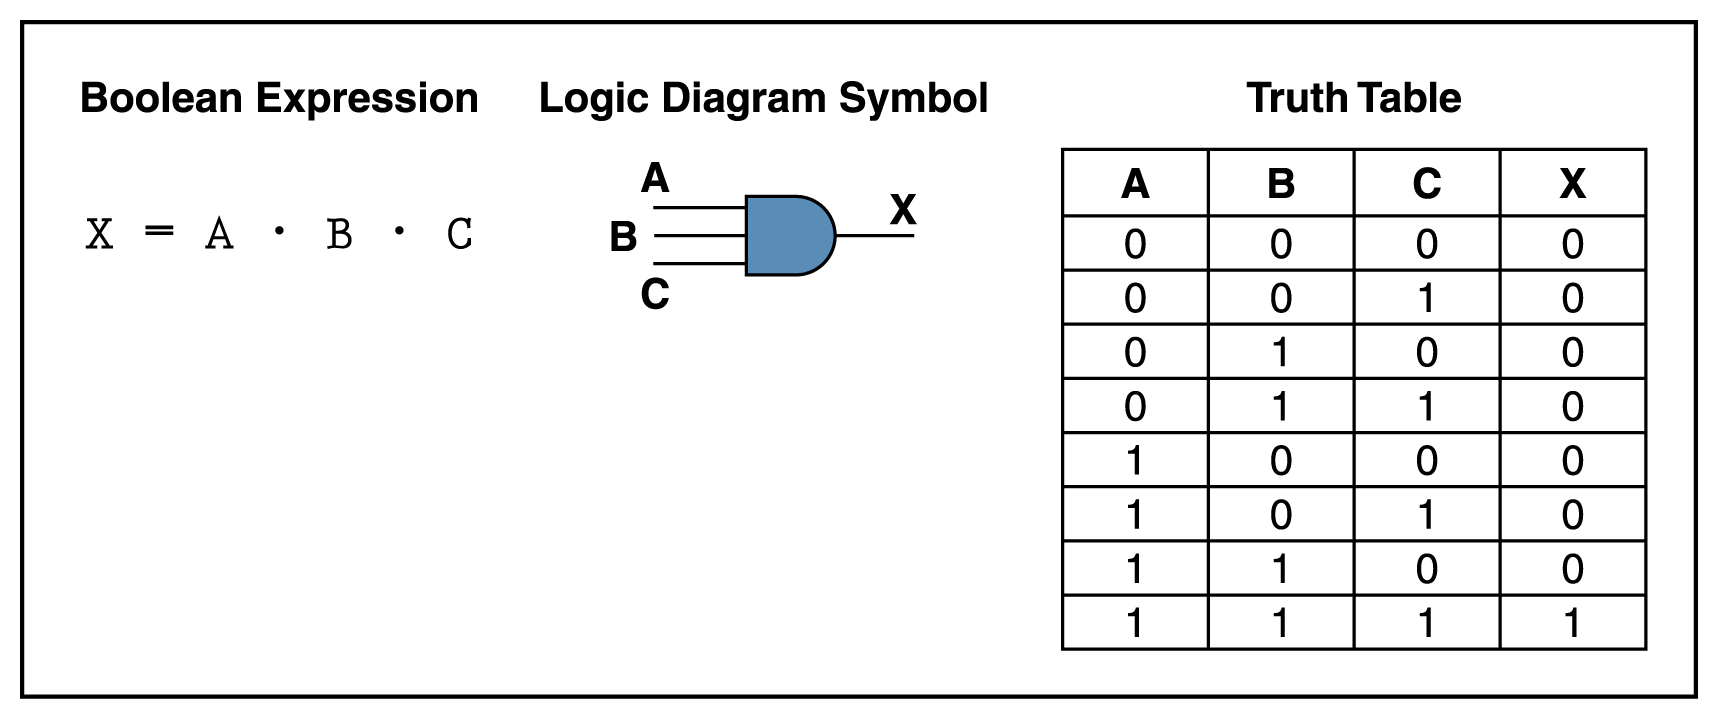 Boolean Expression
X = A · B · C
Logic Diagram Symbol
A
B
C
X
Truth Table
A B C X
0 0 0 0
0 0 1 0
0 1 0 0
0 1 1 0
1 0 0 0
1 0 1 0
1 1 0 0
1 1 1 1